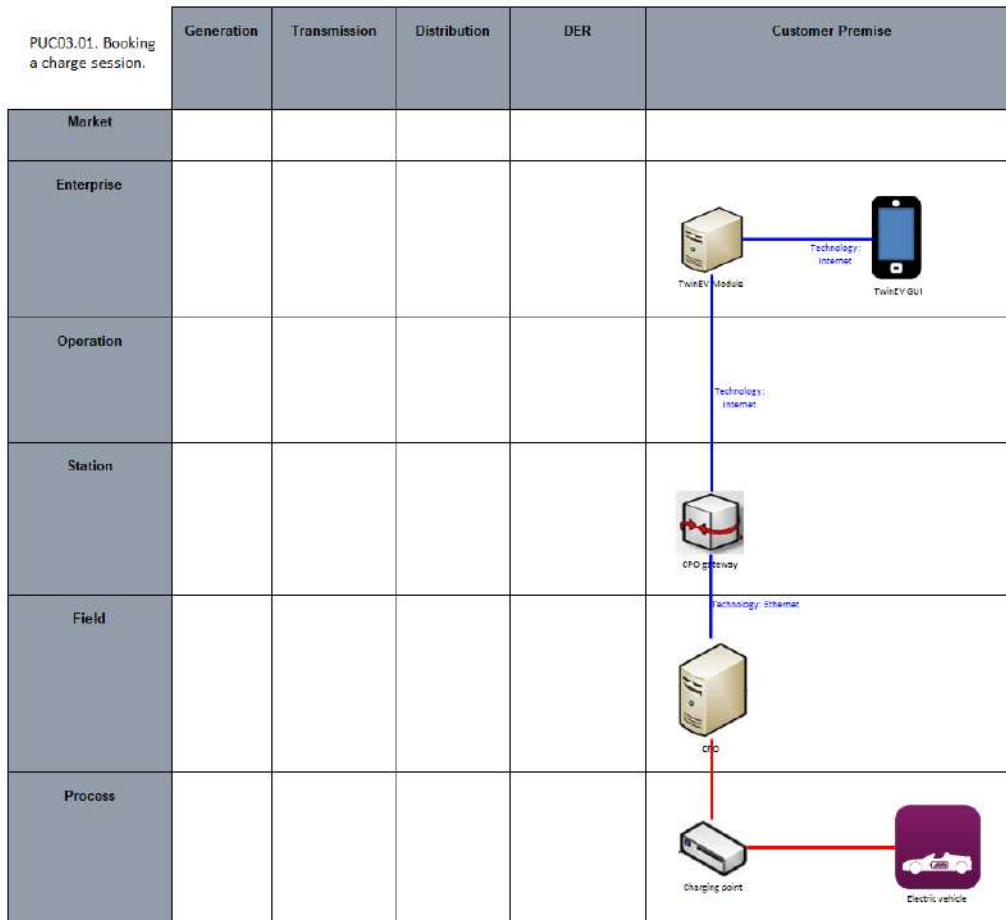 PUC03.01. Booking
a charge session.
Generation
Transmission
Distribution
DER
Customer Premise
Market
Enterprise
Technology:
Internet
TwinEV Module
TwinEV GUI
Operation
Technology:
Internet
Station
CPO gateway
Field
Technology: Ethernet
CPO
Process
Charging point
Electric vehicle